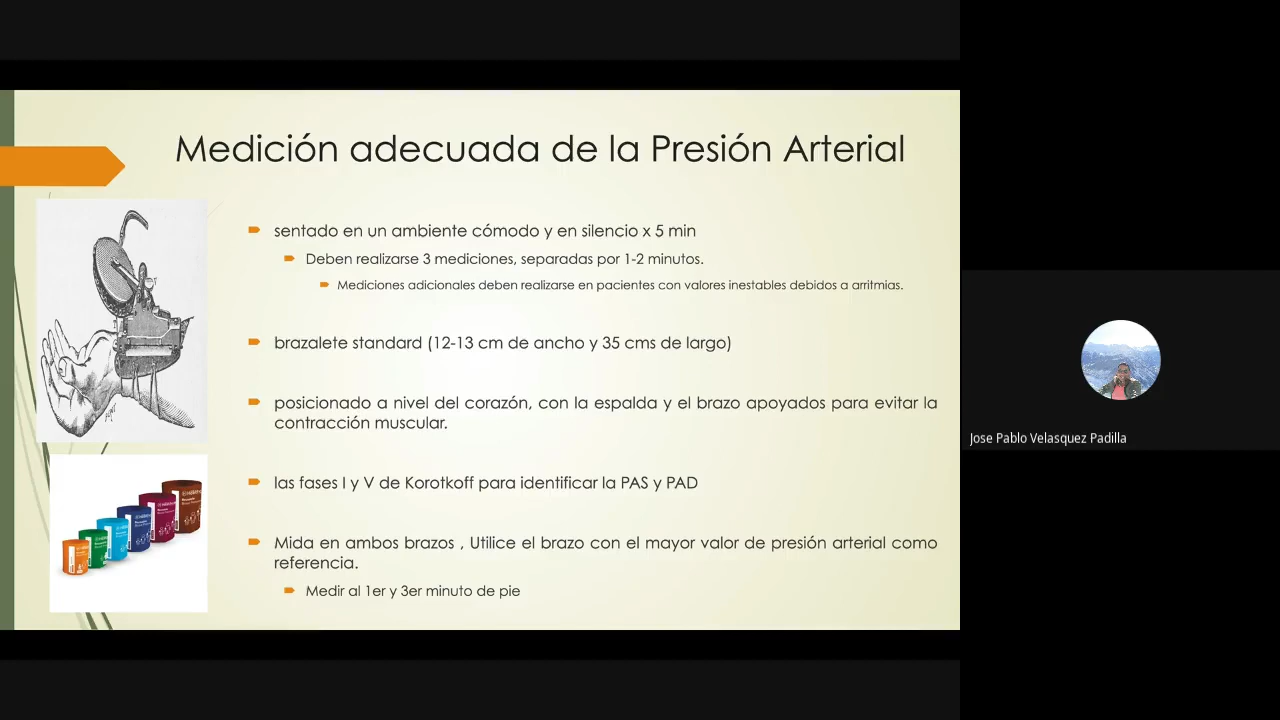 Medición adecuada de la Presión Arterial
sentado en un ambiente cómodo y en silencio x 5 min
Deben realizarse 3 mediciones, separadas por 1-2 minutos.
Mediciones adicionales deben realizarse en pacientes con valores inestables debidos a arritmias.
brazalete standard (12-13 cm de ancho y 35 cms de largo)
posicionado a nivel del corazón, con la espalda y el brazo apoyados para evitar la
contracción muscular.
las fases I y V de Korotkoff para identificar la PAS y PAD
Mida en ambos brazos , Utilice el brazo con el mayor valor de presión arterial como
referencia.
Medir al 1er y 3er minuto de pie
Jose Pablo Velasquez Padilla